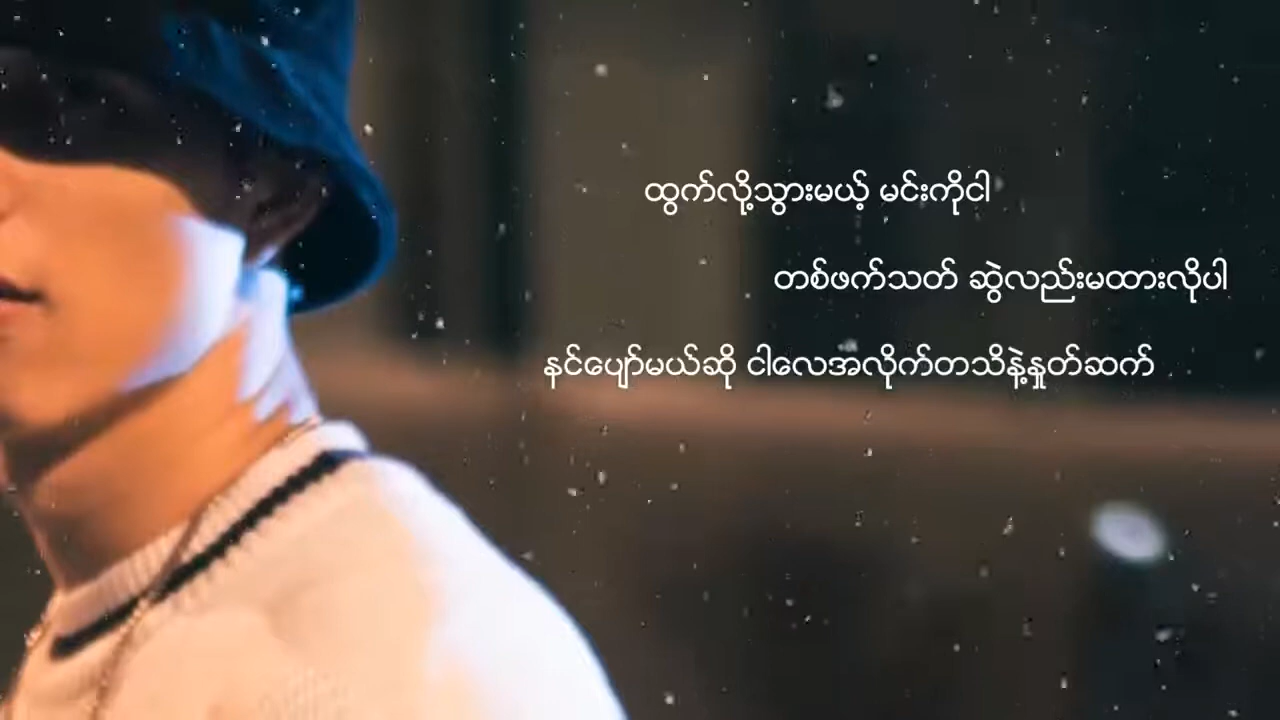 ထွက်လို့သွားမယ့် မင်းကိုငါ
တစ်ဖက်သတ် ဆွဲလည်းမထားလိုပါ
နင်ပျော်မယ်ဆို ငါလေအလိုက်တသိနဲ့နှုတ်ဆက်